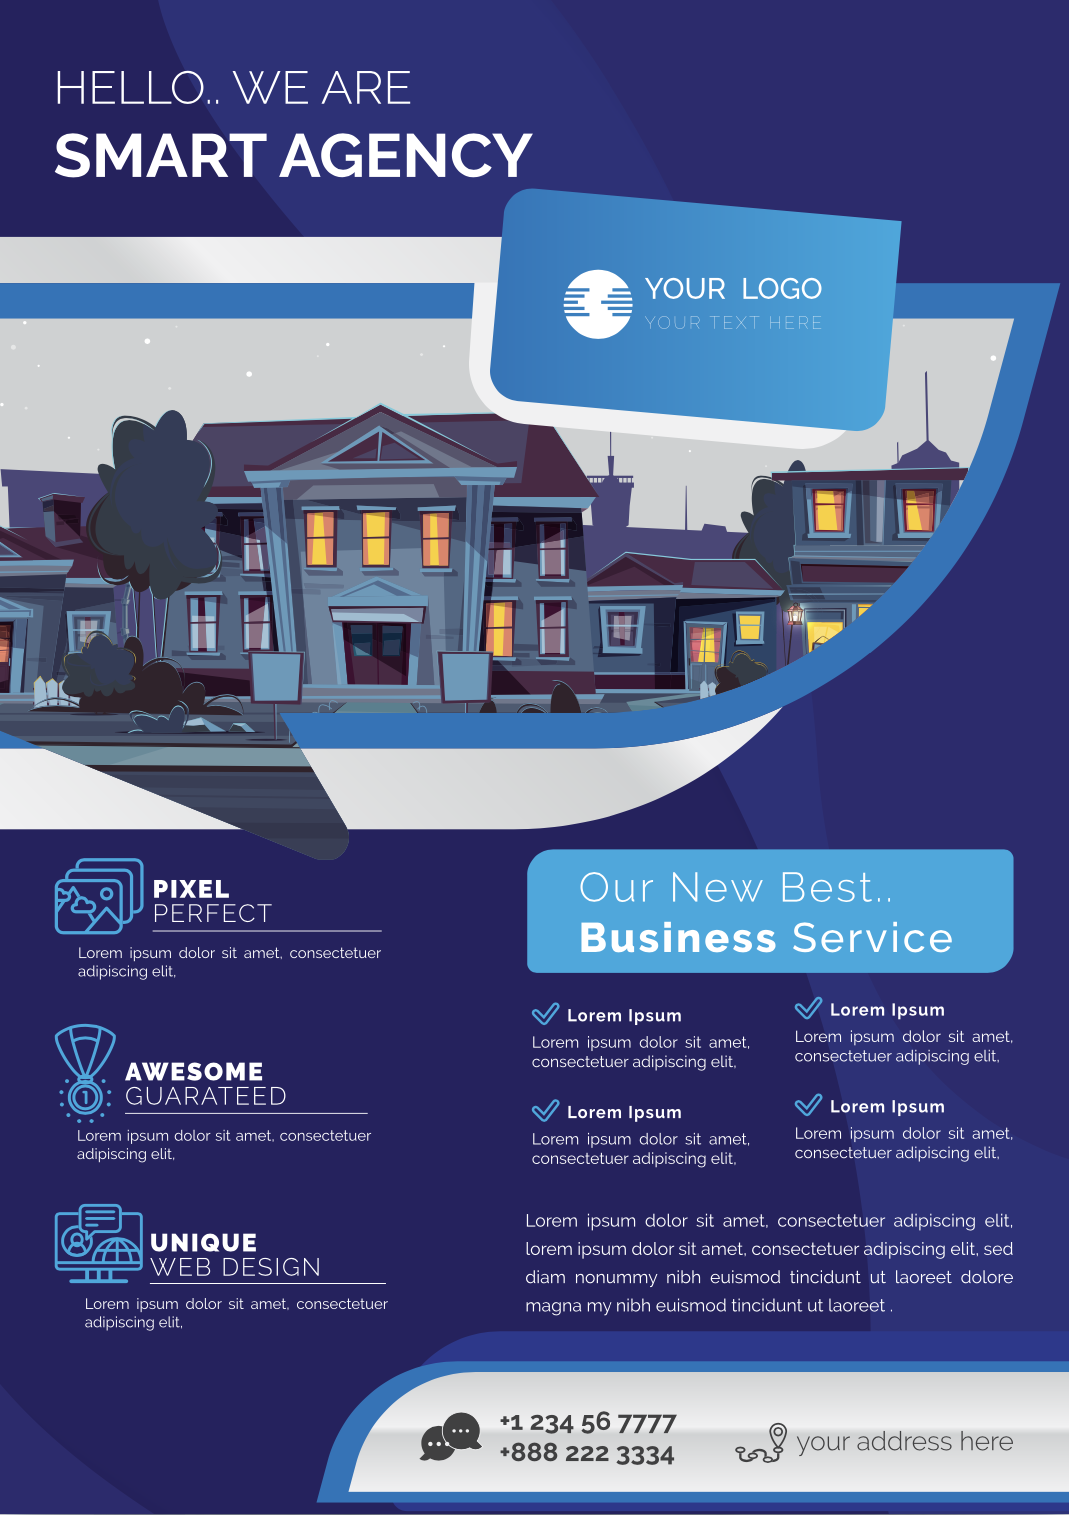 HELLO.. WE ARE
SMART AGENCY
YOUR LOGO
YOUR TEXT HERE
PIXEL
PERFECT
Lorem ipsum dolor sit amet, consectetuer
adipiscing elit,
1
AWESOME
GUARATEED
Lorem ipsum dolor sit amet, consectetuer
adipiscing elit,
UNIQUE
WEB DESIGN
Lorem ipsum dolor sit amet, consectetuer
adipiscing elit,
Our New Best..
Business Service
Lorem Ipsum
Lorem ipsum dolor sit amet,
consectetuer adipiscing elit,
Lorem Ipsum
Lorem ipsum dolor sit amet,
consectetuer adipiscing elit,
Lorem Ipsum
Lorem ipsum dolor sit amet,
consectetuer adipiscing elit,
Lorem Ipsum
Lorem ipsum dolor sit amet,
consectetuer adipiscing elit,
Lorem ipsum dolor sit amet, consectetuer adipiscing elit,
lorem ipsum dolor sit amet, consectetuer adipiscing elit, sed
diam nonummy nibh euismod tincidunt ut laoreet dolore
magna my nibh euismod tincidunt ut laoreet .
+1 234 56 7777
+888 222 3334
your address here